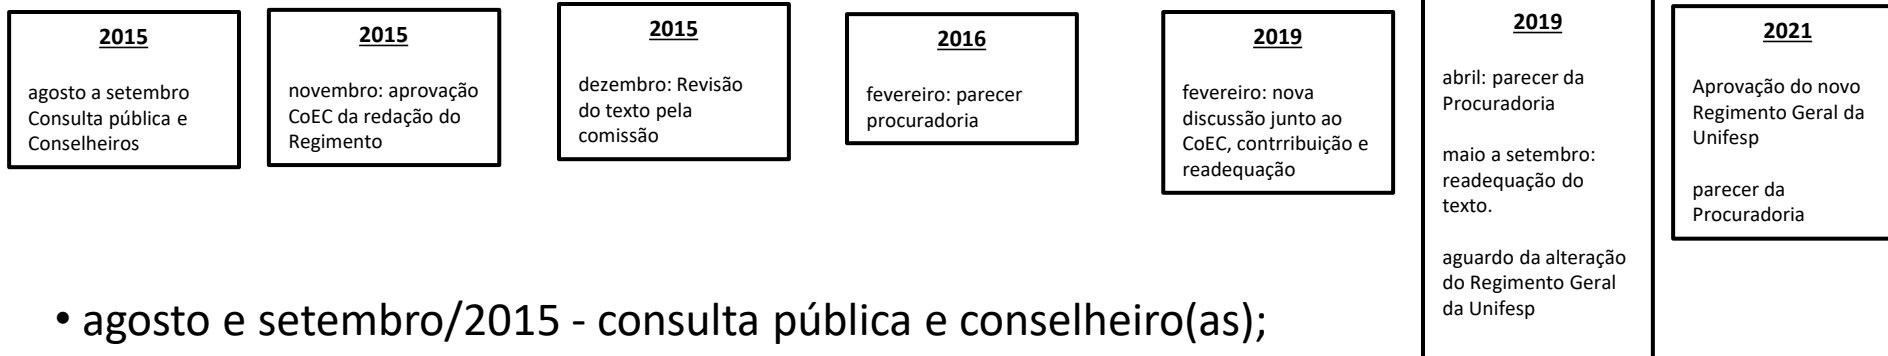 2015
agosto a setembro
Consulta pública e
Conselheiros
2015
novembro: aprovação
CoEC da redação do
Regimento
2015
dezembro: Revisão
do texto pela
comissão
2016
fevereiro: parecer
procuradoria
2019
fevereiro: nova
discussão junto ao
CoEC, contrribuição e
readequação
2019
abril: parecer da
Procuradoria
maio a setembro:
readequação do
texto.
aguardo da alteração
do Regimento Geral
da Unifesp
2021
Aprovação do novo
Regimento Geral da
Unifesp
parecer da
Procuradoria
• agosto e setembro/2015 - consulta pública e conselheiro(as);